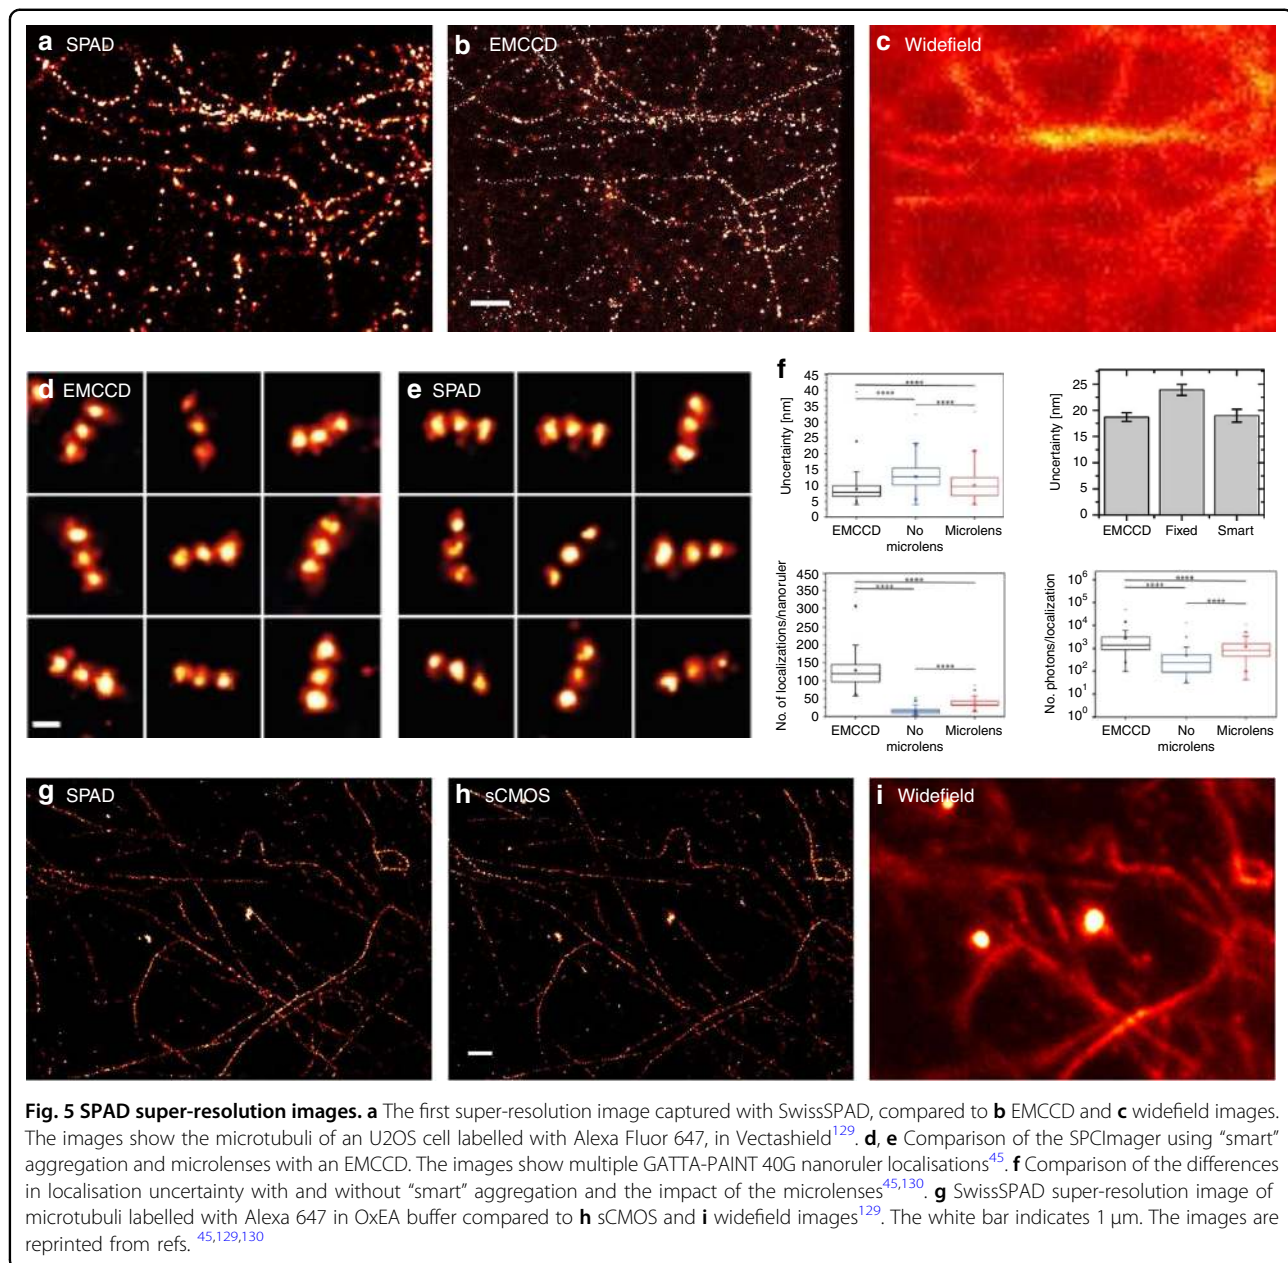 a SPAD
b EMCCD
c Widefield
d EMCCD
e SPAD
f
45
40
35
30
25
20
15
10
5
0
Uncertainty [nm]
****
****
****
EMCCD
No microlens
Microlens
25
20
15
20
25
0
Uncertainty [nm]
EMCCD
Fixed
Smart
450
350
300
250
200
150
100
50
0
No. of localizations/nanoruler
****
****
****
EMCCD
No microlens
Microlens
10^6
10^5
10^4
10^3
10^2
10^1
10^0
No. photons/localization
****
****
****
EMCCD
No microlens
Microlens
g SPAD
h sCMOS
i Widefield
Fig. 5 SPAD super-resolution images. a The first super-resolution image captured with SwissSPAD, compared to b EMCCD and c widefield images.
The images show the microtubuli of an U2OS cell labelled with Alexa Fluor 647, in Vectashield129. d, e Comparison of the SPCImager using “smart”
aggregation and microlenses with an EMCCD. The images show multiple GATTA-PAINT 40G nanoruler localisations45. f Comparison of the differences
in localisation uncertainty with and without “smart” aggregation and the impact of the microlenses45,130. g SwissSPAD super-resolution image of
microtubuli labelled with Alexa 647 in OxEA buffer compared to h sCMOS and i widefield images129. The white bar indicates 1 μm. The images are
reprinted from refs. 45,129,130